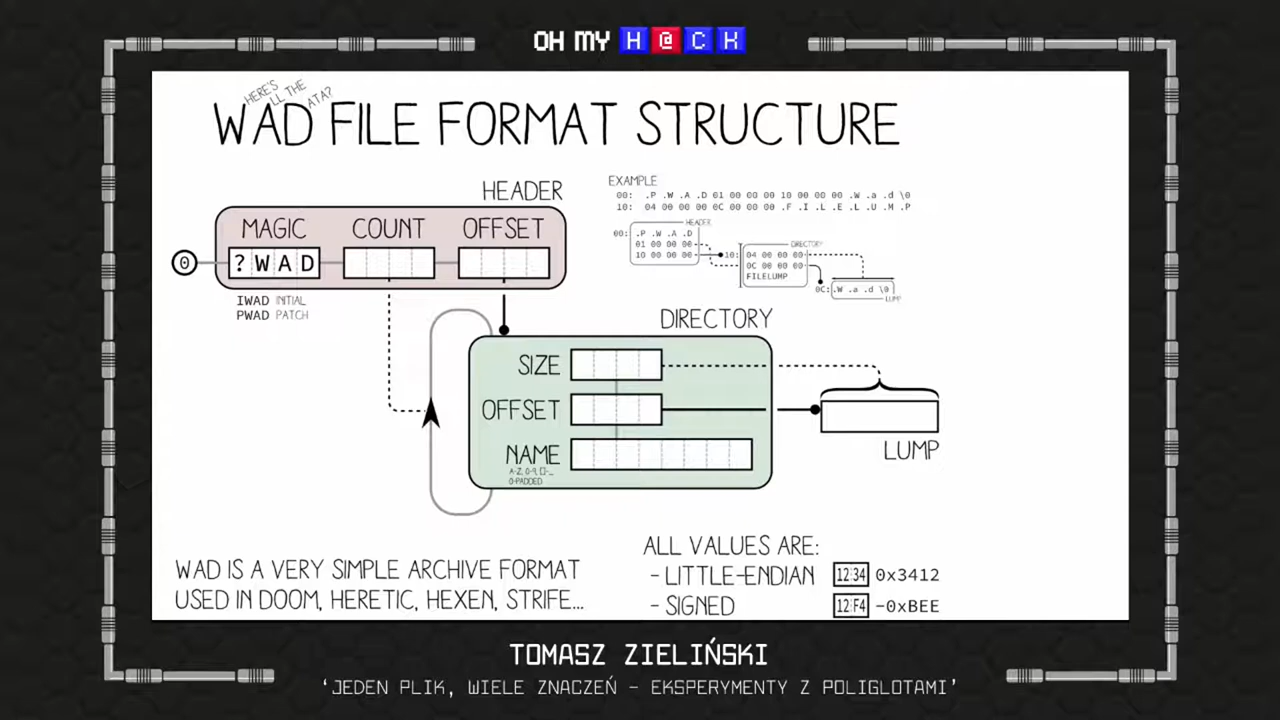 OH MY H@CK
HERE'S
ALL THE
DATA?
WAD FILE FORMAT STRUCTURE
HEADER
MAGIC COUNT OFFSET
0 ?WAD
IWAD INITIAL
PWAD PATCH
EXAMPLE
00: .P .W .A .D 01 00 00 00 10 00 00 00 .W .a .d \0
10: 04 00 00 00 0C 00 00 00 .F .I .L .E .L .U .M .P
HEADER
00: .P .W .A .D
01 00 00 00
10 00 00 00
DIRECTORY
10: 04 00 00 00
0C 00 00 00
FILELUMP
0C: .W .a .d \0
LUMP
DIRECTORY
SIZE
OFFSET
NAME
A-Z, 0-9, []-_
0-PADDED
LUMP
WAD IS A VERY SIMPLE ARCHIVE FORMAT
USED IN DOOM, HERETIC, HEXEN, STRIFE...
ALL VALUES ARE:
- LITTLE-ENDIAN 12 34 0x3412
- SIGNED 12 F4 -0xBEE
TOMASZ ZIELIŃSKI
'JEDEN PLIK, WIELE ZNACZEŃ - EKSPERYMENTY Z POLIGLOTAMI'